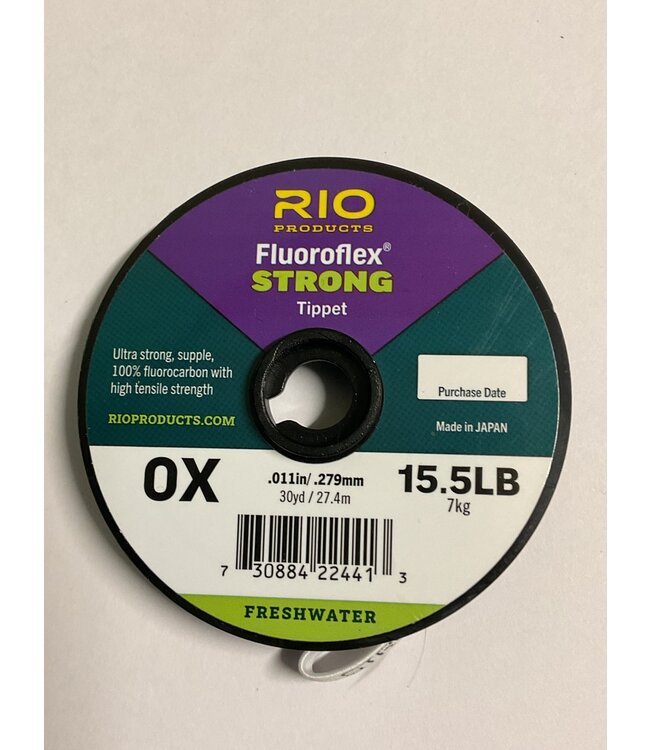 RIO
PRODUCTS
Fluoroflex®
STRONG
Tippet
Ultra strong, supple,
100% fluorocarbon with
high tensile strength
RIOPRODUCTS.COM
Purchase Date
Made in JAPAN
0X
.011in/.279mm
30yd / 27.4m
15.5LB
7kg
7 30884 22441 3
FRESHWATER